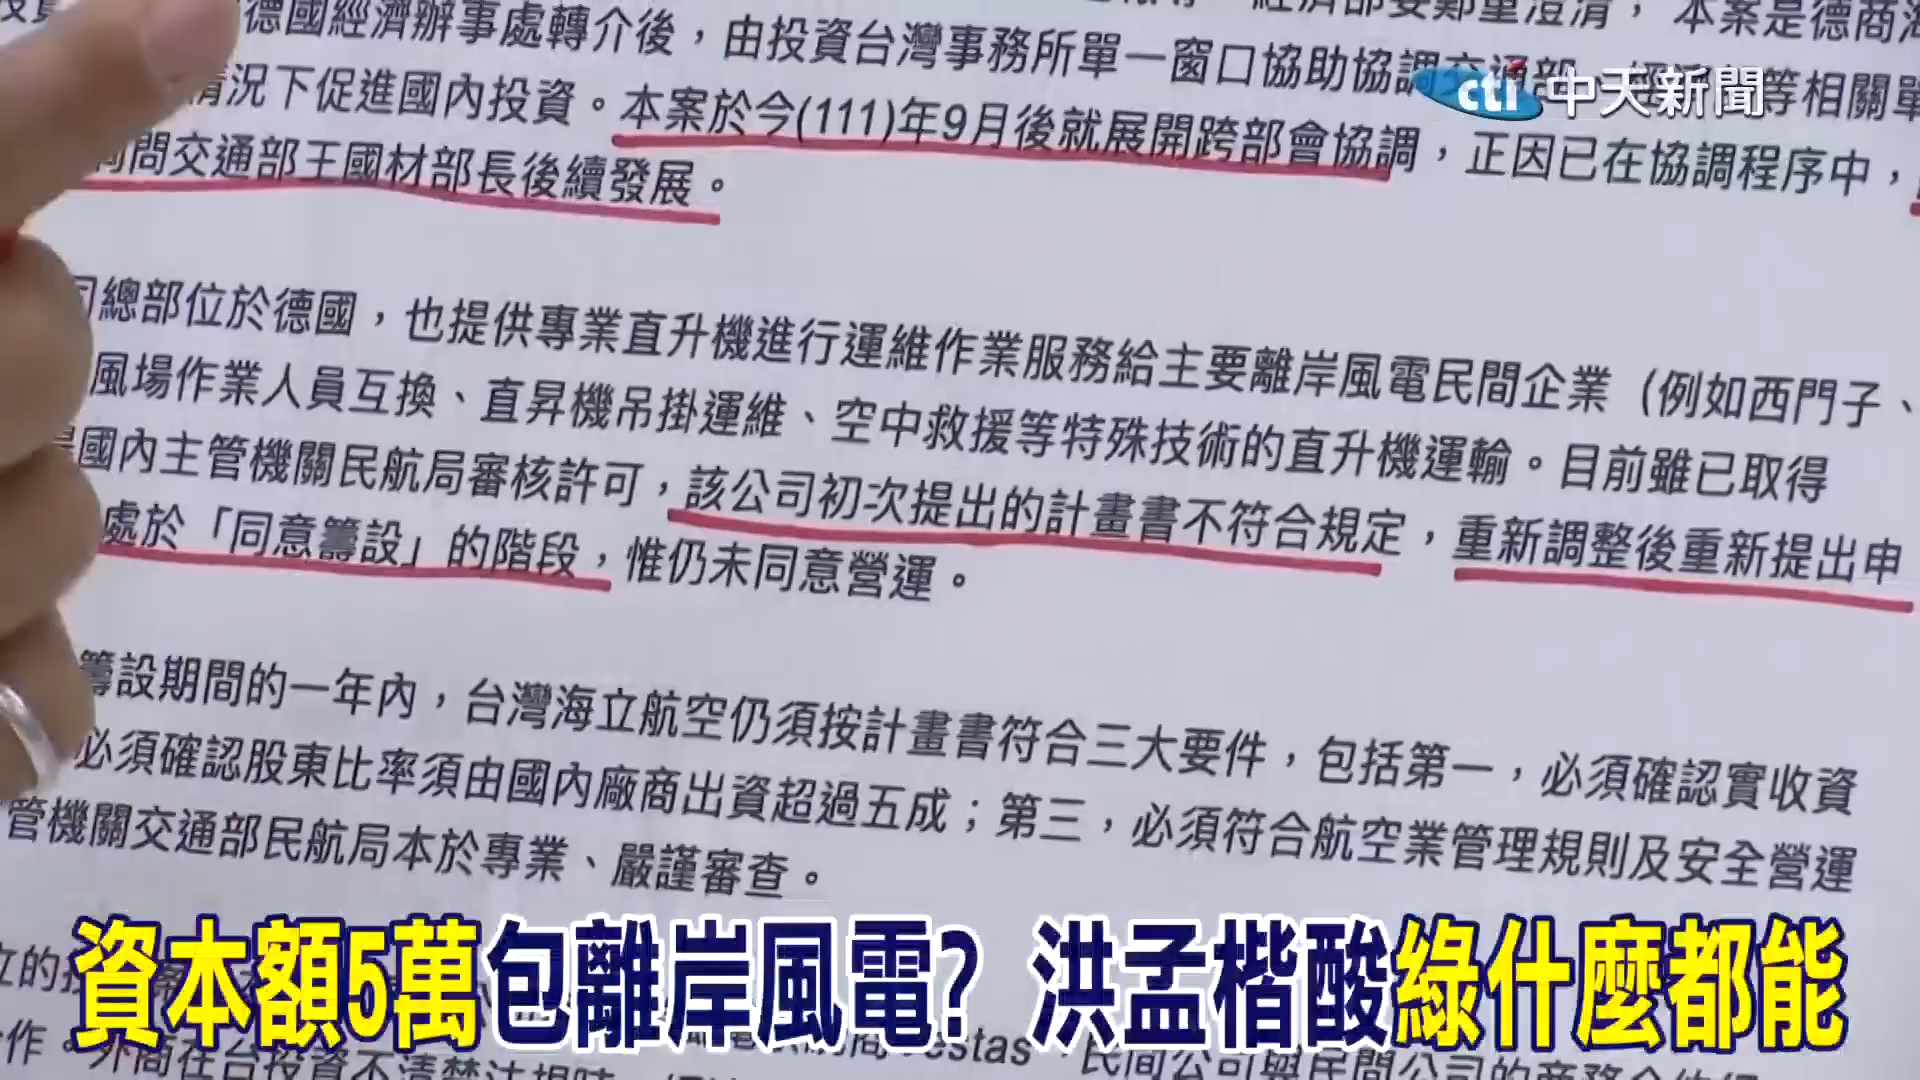 德國經濟辦事處轉介後，由投資台灣事務所單一窗口協助協調交通部、經濟部等相關單
情況下促進國內投資。本案於今(111)年9月後就展開跨部會協調，正因已在協調程序中，
詢問交通部王國材部長後續發展。
cti 中天新聞
司總部位於德國，也提供專業直升機進行運維作業服務給主要離岸風電民間企業（例如西門子、
風場作業人員互換、直昇機吊掛運維、空中救援等特殊技術的直升機運輸。目前雖已取得
國內主管機關民航局審核許可，該公司初次提出的計畫書不符合規定，重新調整後重新提出申
處於「同意籌設」的階段，惟仍未同意營運。
籌設期間的一年內，台灣海立航空仍須按計畫書符合三大要件，包括第一，必須確認實收資
必須確認股東比率須由國內廠商出資超過五成；第三，必須符合航空業管理規則及安全營運
管機關交通部民航局本於專業、嚴謹審查。
資本額5萬包離岸風電? 洪孟楷酸綠什麼都能